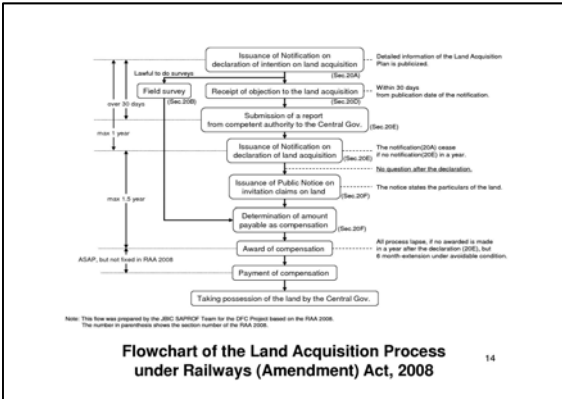 Issuance of Notification on
declaration of intention on land acquisition
(Sec.20A)
Detailed information of the Land Acquisition
Plan is publicized.
Lawful to do surveys
Field survey
(Sec.20B)
Receipt of objection to the land acquisition
(Sec.20D)
Within 30 days
from publication date of the notification.
over 30 days
Submission of a report
from competent authority to the Central Gov.
(Sec.20E)
max 1 year
Issuance of Notification on
declaration of land acquisition
(Sec.20E)
The notification(20A) cease
if no notification(20E) in a year.
No question after the declaration.
Issuance of Public Notice on
invitation claims on land
(Sec.20F)
The notice states the particulars of the land.
max 1.5 year
Determination of amount
payable as compensation
(Sec.20F)
Award of compensation
All process lapse, if no awarded is made
in a year after the declaration (20E), but
6 month-extension under avoidable condition.
ASAP, but not fixed in RAA 2008
Payment of compensation
Taking possession of the land by the Central Gov.
Note: This flow was prepared by the JBIC SAPROF Team for the DFC Project based on the RAA 2008.
The number in parenthesis shows the section number of the RAA 2008.
Flowchart of the Land Acquisition Process
under Railways (Amendment) Act, 2008
14